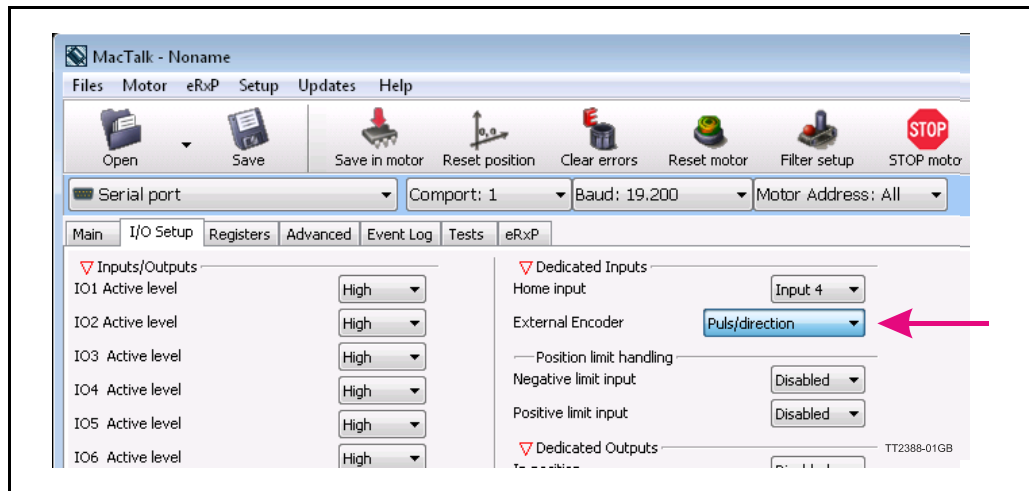 MacTalk - Noname
Files Motor eRxP Setup Updates Help
Open Save Save in motor Reset position Clear errors Reset motor Filter setup STOP moto
STOP
Serial port Comport: 1 Baud: 19.200 Motor Address: All
Main I/O Setup Registers Advanced Event Log Tests eRxP
Inputs/Outputs
IO1 Active level High
IO2 Active level High
IO3 Active level High
IO4 Active level High
IO5 Active level High
IO6 Active level High
Dedicated Inputs
Home input Input 4
External Encoder Puls/direction
Position limit handling
Negative limit input Disabled
Positive limit input Disabled
Dedicated Outputs
TT2388-01GB